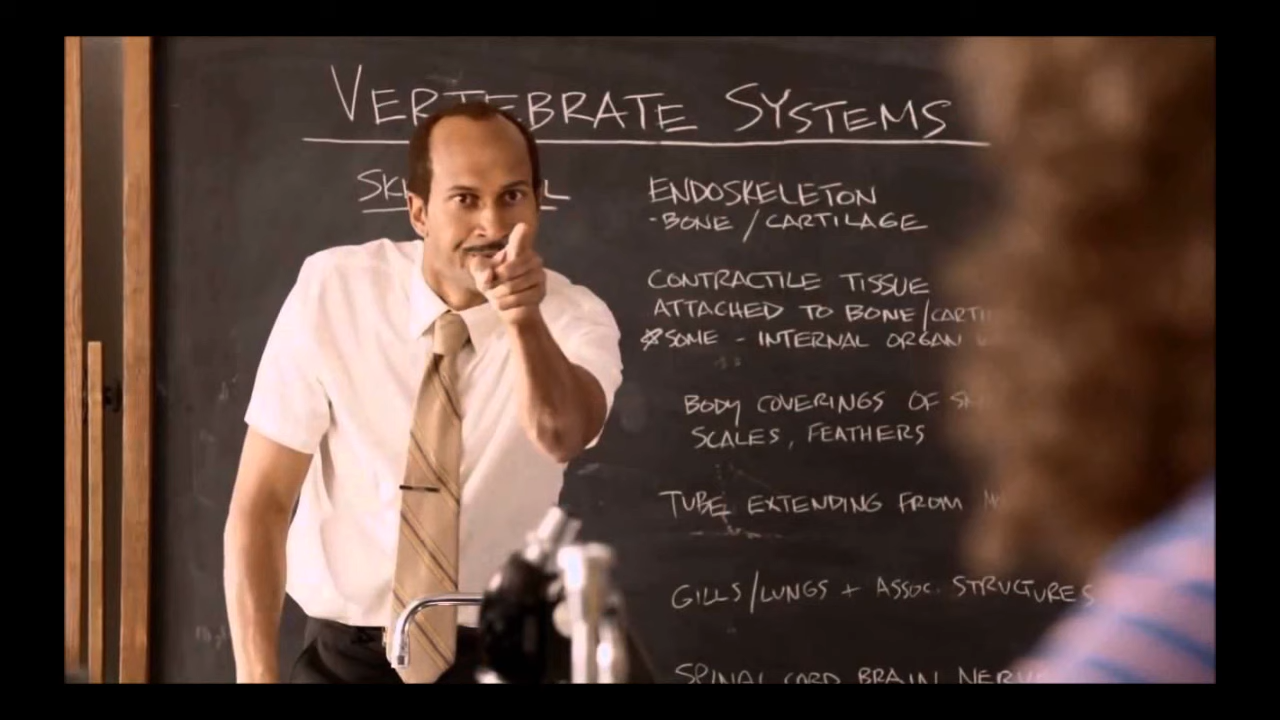 VERTEBRATE SYSTEMS
ENDOSKELETON
-BONE / CARTILAGE
CONTRACTILE TISSUE
ATTACHED TO BONE/
*SOME - INTERNAL ORGAN
BODY COVERINGS OF
SCALES, FEATHERS
TUBE EXTENDING FROM
GILLS/LUNGS + ASSOC. STRUCTURES
SPINAL CORD BRAIN